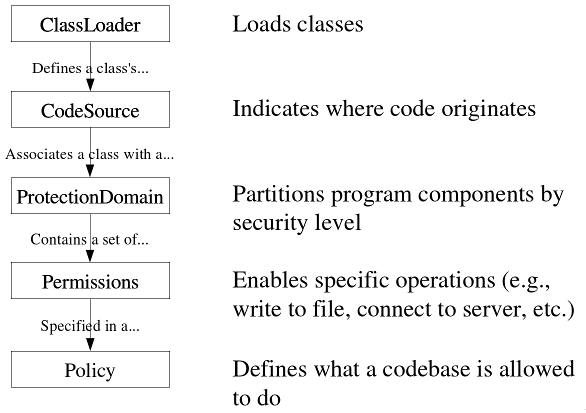 ClassLoader
Loads classes
Defines a class's...
CodeSource
Indicates where code originates
Associates a class with a...
ProtectionDomain
Partitions program components by
security level
Contains a set of...
Permissions
Enables specific operations (e.g.,
write to file, connect to server, etc.)
Specified in a...
Policy
Defines what a codebase is allowed
to do